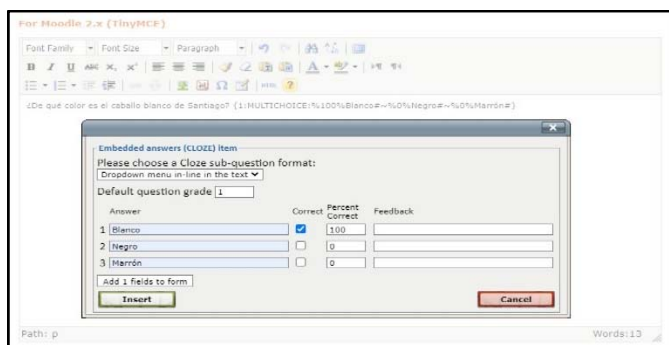 For Moodle 2.x (TinyMCE)
Font Family Font Size Paragraph
¿De qué color es el caballo blanco de Santiago? {1:MULTICHOICE:%100%Blanco#~%0%Negro#~%0%Marrón#}
Embedded answers (CLOZE) item
Please choose a Cloze sub-question format:
Dropdown menu in-line in the text
Default question grade 1
Answer Correct Percent Correct Feedback
1 Blanco 100
2 Negro 0
3 Marrón 0
Add 1 fields to form
Insert Cancel
Path: p Words:13